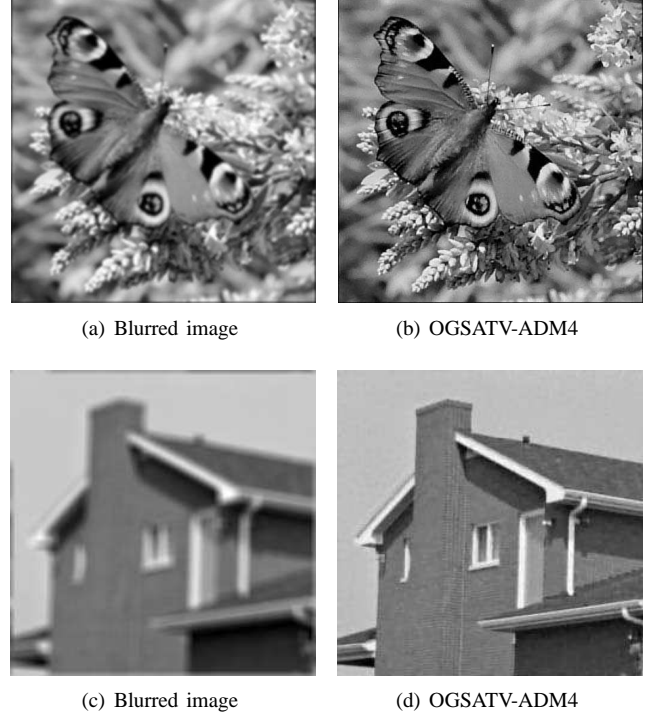 (a) Blurred image
(b) OGSATV-ADM4
(c) Blurred image
(d) OGSATV-ADM4